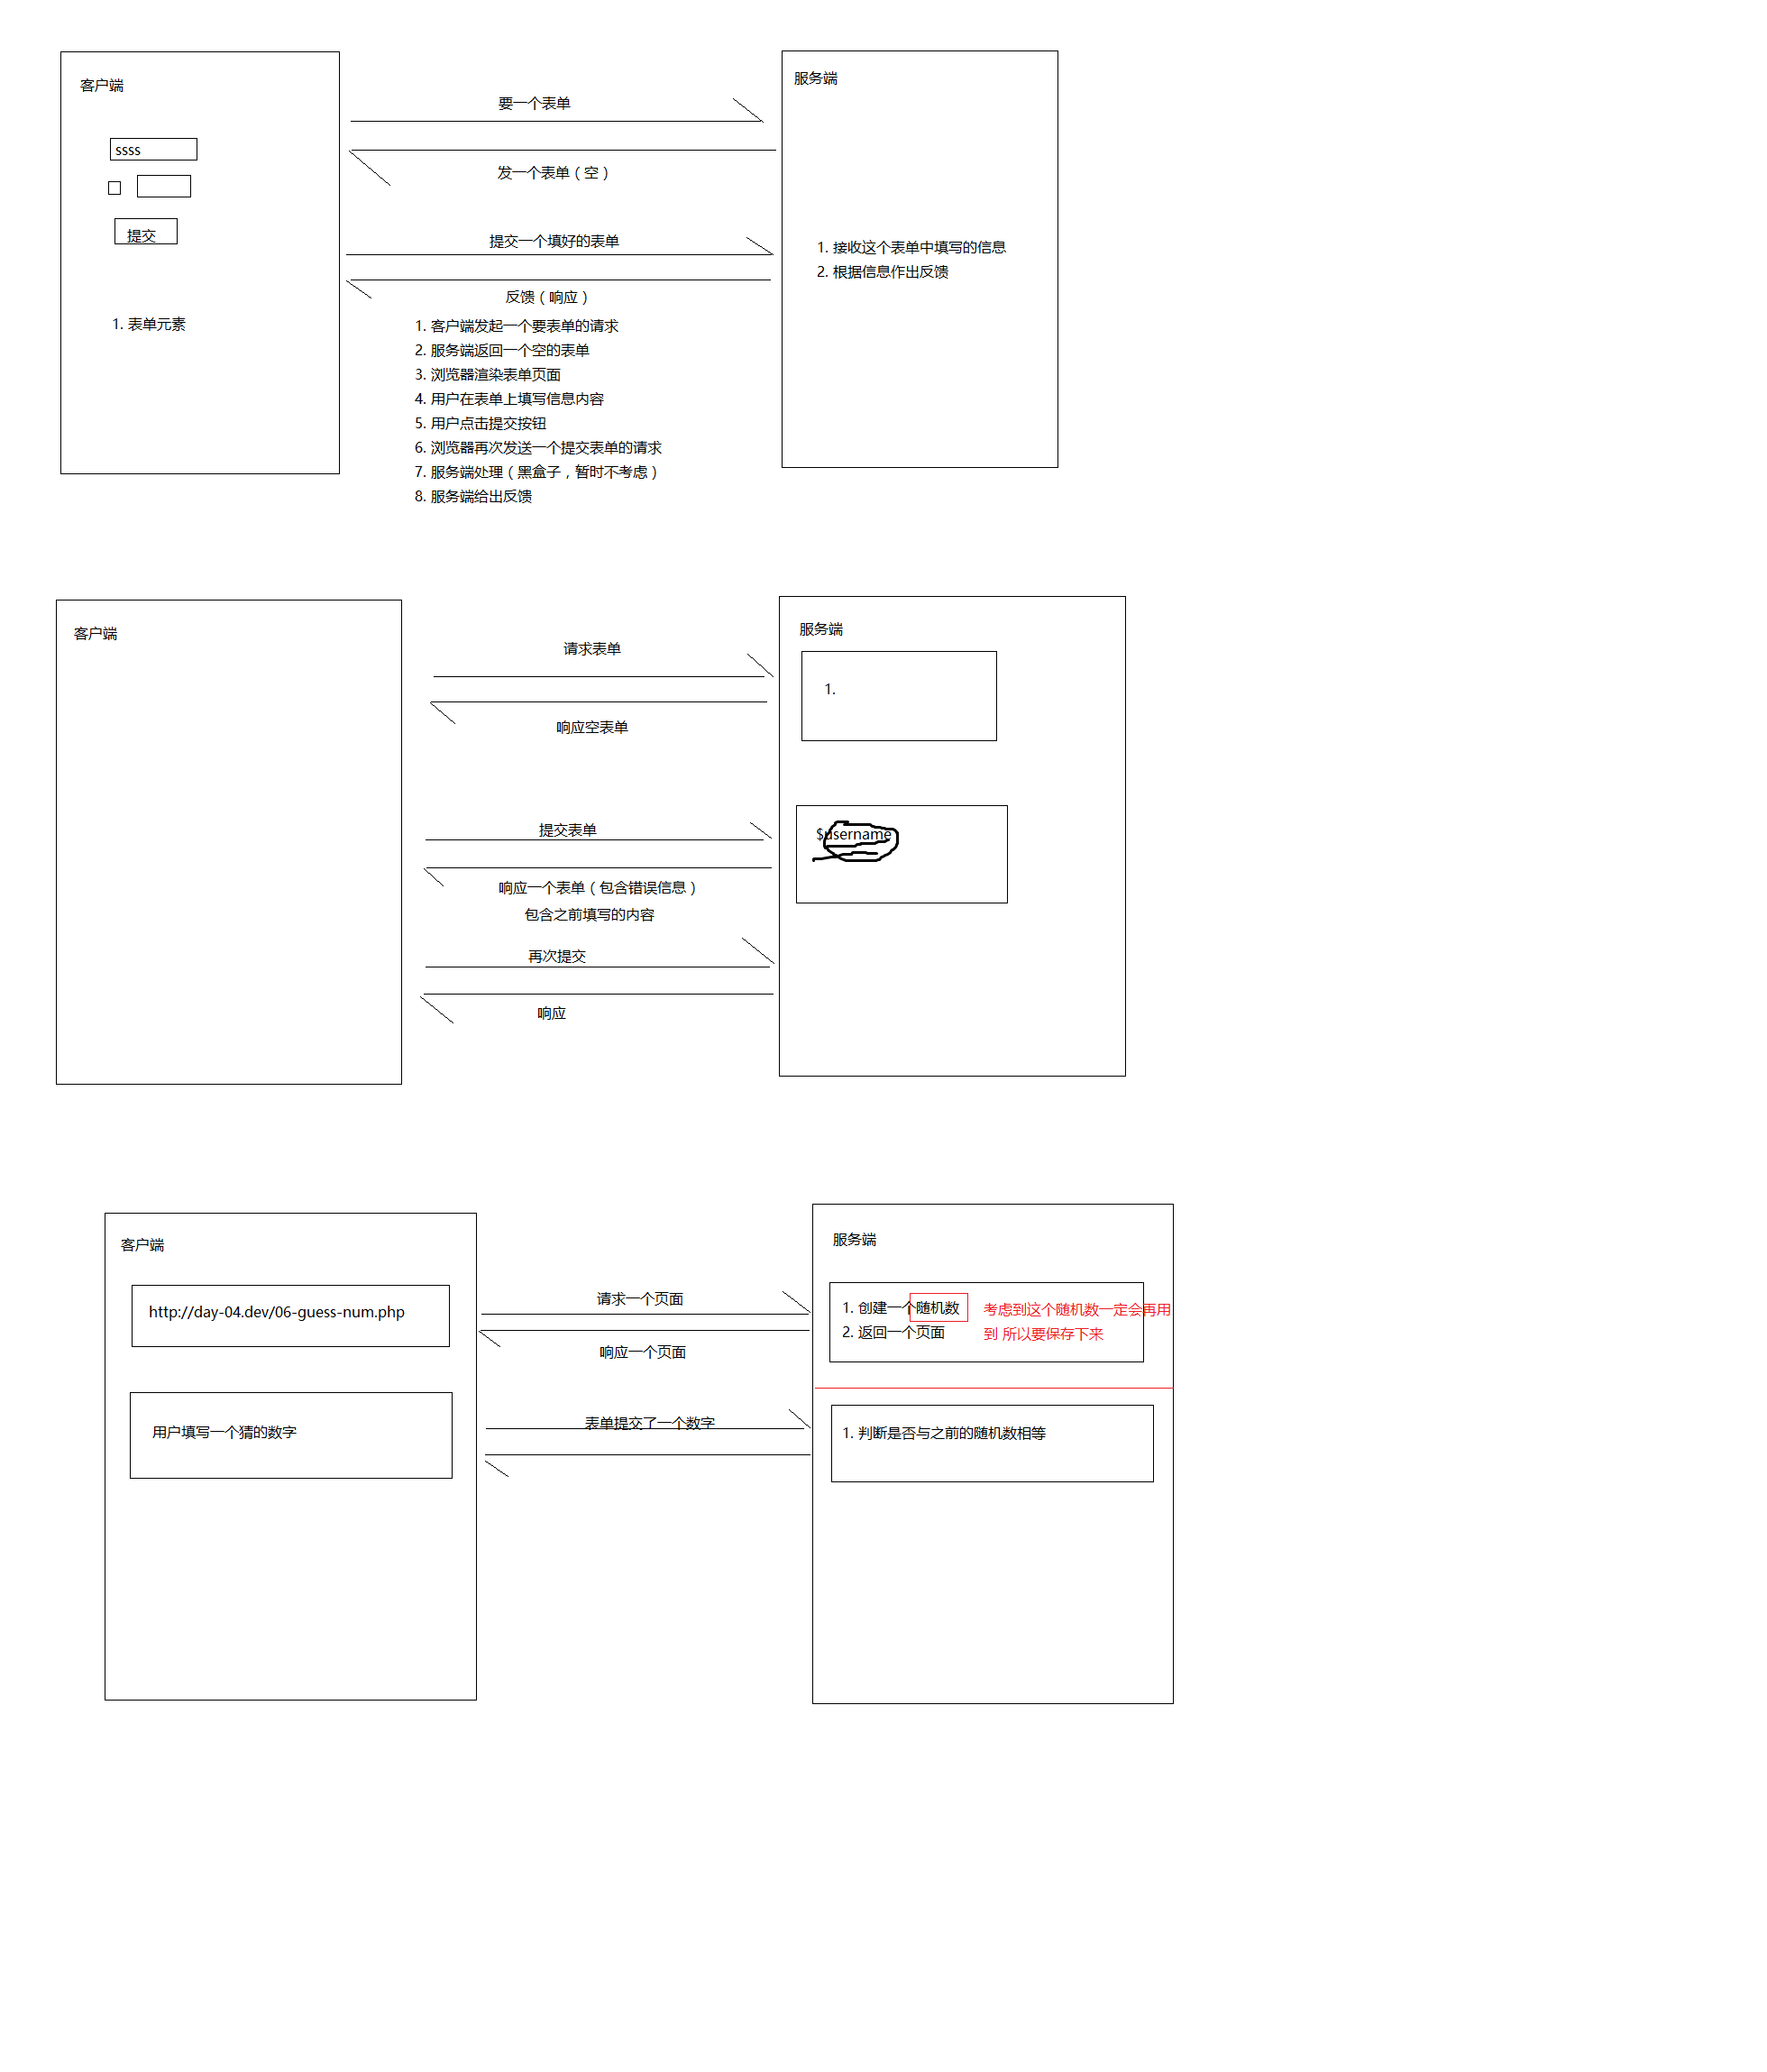 客户端
ssss
提交
1. 表单元素
要一个表单
发一个表单（空）
提交一个填好的表单
反馈（响应）
1. 客户端发起一个要表单的请求
2. 服务端返回一个空的表单
3. 浏览器渲染表单页面
4. 用户在表单上填写信息内容
5. 用户点击提交按钮
6. 浏览器再次发送一个提交表单的请求
7. 服务端处理（黑盒子，暂时不考虑）
8. 服务端给出反馈
服务端
1. 接收这个表单中填写的信息
2. 根据信息作出反馈
客户端
请求表单
响应空表单
提交表单
响应一个表单（包含错误信息）
包含之前填写的内容
再次提交
响应
服务端
1.
$username
客户端
http://day-04.dev/06-guess-num.php
用户填写一个猜的数字
请求一个页面
响应一个页面
表单提交了一个数字
服务端
1. 创建一个随机数
2. 返回一个页面
考虑到这个随机数一定会再用
到 所以要保存下来
1. 判断是否与之前的随机数相等